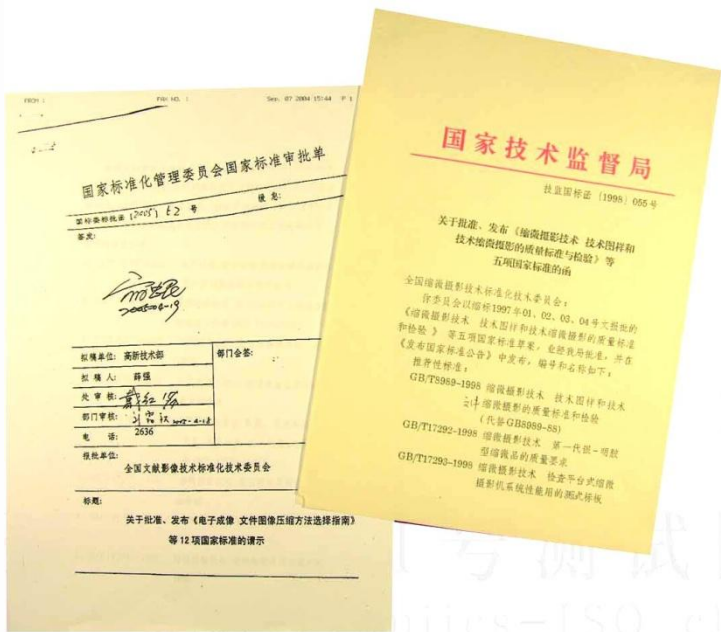 FROM :
FAX NO. :
Sep. 07 2004 15:44 P 1
国家标准化管理委员会国家标准审批单
国标委标批函 [2005] 52 号
缓急:
签发:
2005-04-19
拟稿单位: 高新技术部
部门会签:
拟 稿 人: 薛强
处 审 核:
部门审核: 2005-4-18
电 话: 2636
报批单位:
全国文献影像技术标准化技术委员会
标题:
关于批准、发布《电子成像 文件图像压缩方法选择指南》
等 12 项国家标准的请示
国家技术监督局
技监国标函 [1998] 055号
关于批准、发布《缩微摄影技术 技术图样和
技术缩微摄影的质量标准与检验》等
五项国家标准的函
全国缩微摄影技术标准化技术委员会:
你委员会以缩标1997年01、02、03、04号文报批的
《缩微摄影技术 技术图样和技术缩微摄影的质量标准
和检验 》 等五项国家标准草案, 业经我局批准, 并在
《发布国家标准公告》中发布, 编号和名称如下:
推荐性标准:
GB/T8989-1998 缩微摄影技术 技术图样和技术
缩微摄影的质量标准和检验
(代替GB8989-88)
GB/T17292-1998 缩微摄影技术 第一代银-明胶
型缩微品的质量要求
GB/T17293-1998 缩微摄影技术 检查平台式缩微
摄影机系统性能用的测试标板
号测试
-ISO